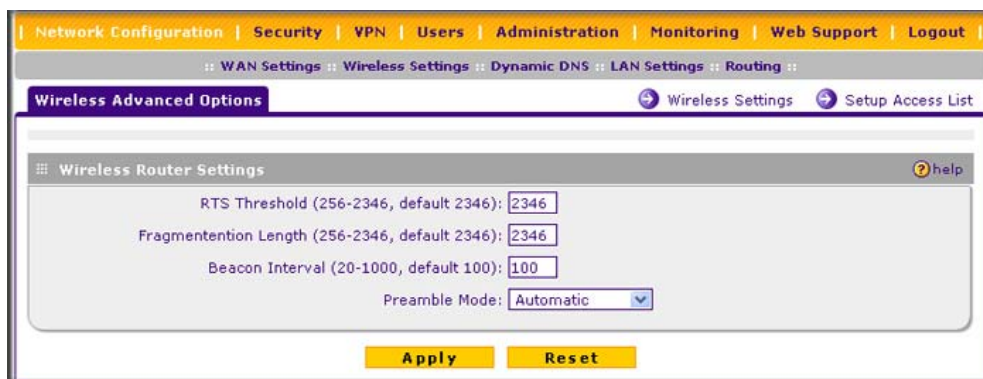 | Network Configuration | Security | VPN | Users | Administration | Monitoring | Web Support | Logout |
:: WAN Settings :: Wireless Settings :: Dynamic DNS :: LAN Settings :: Routing ::
Wireless Advanced Options
Wireless Settings
Setup Access List
Wireless Router Settings
? help
RTS Threshold (256-2346, default 2346): 2346
Fragmentention Length (256-2346, default 2346): 2346
Beacon Interval (20-1000, default 100): 100
Preamble Mode: Automatic
Apply
Reset